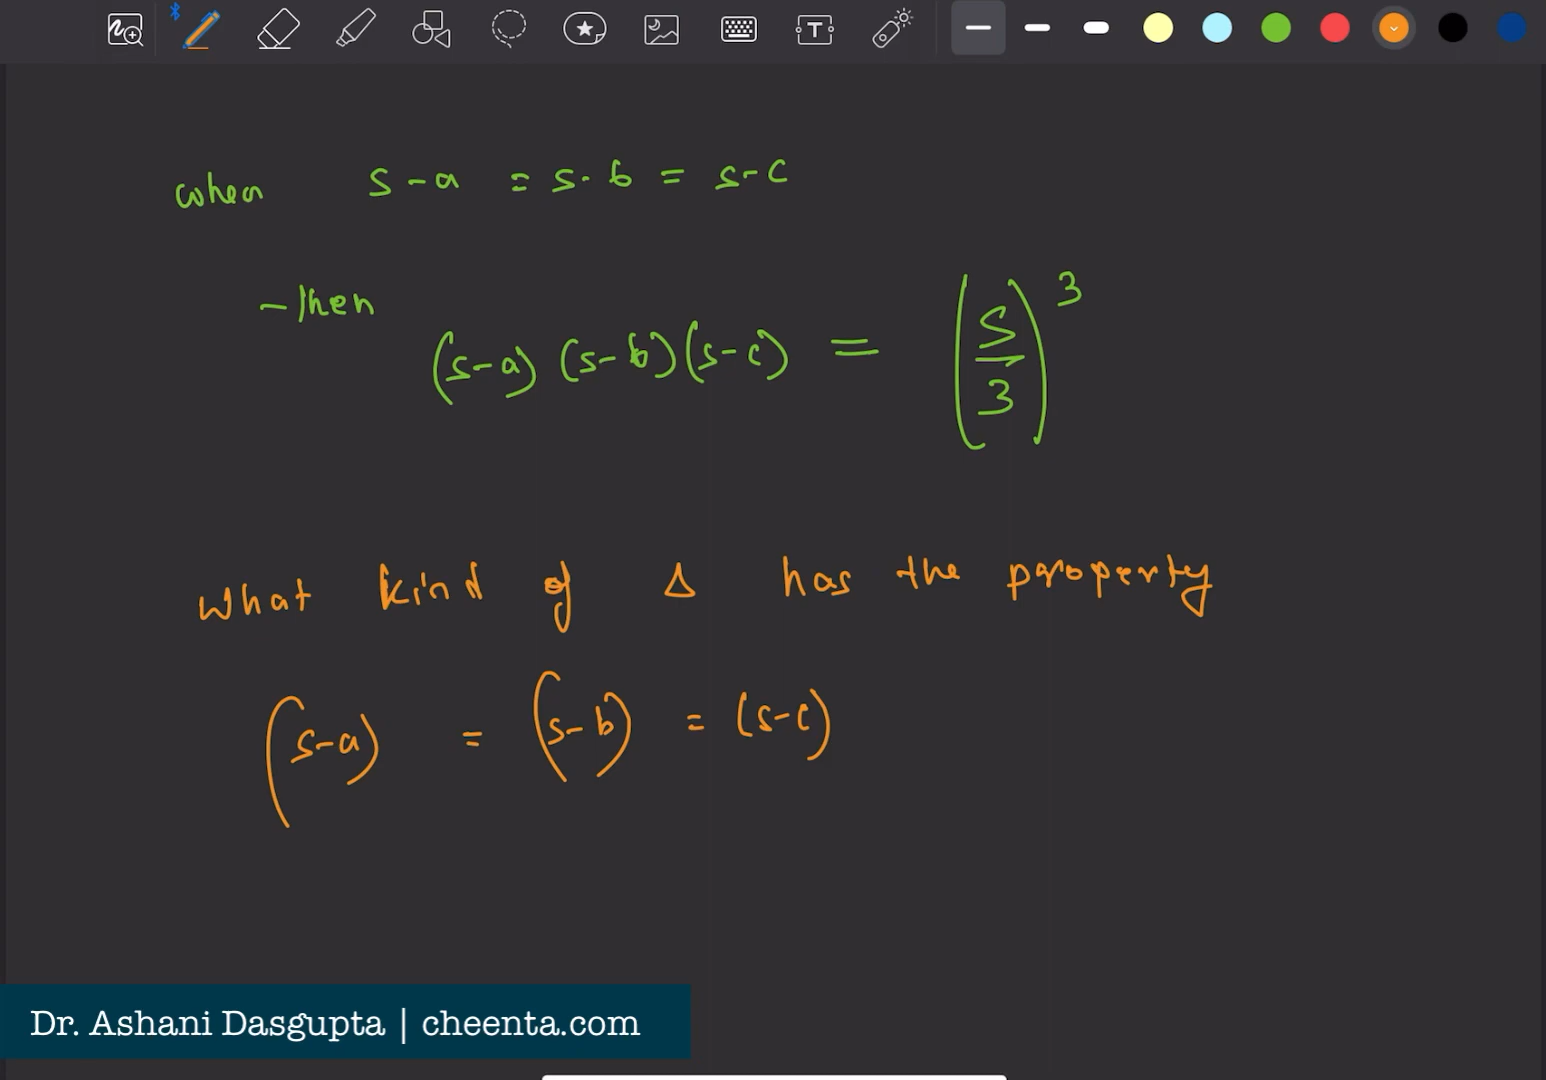 when s-a = s-b = s-c
then
(s-a) (s-b) (s-c) = (s/3)^3
What kind of Δ has the property
(s-a) = (s-b) = (s-c)
Dr. Ashani Dasgupta | cheenta.com